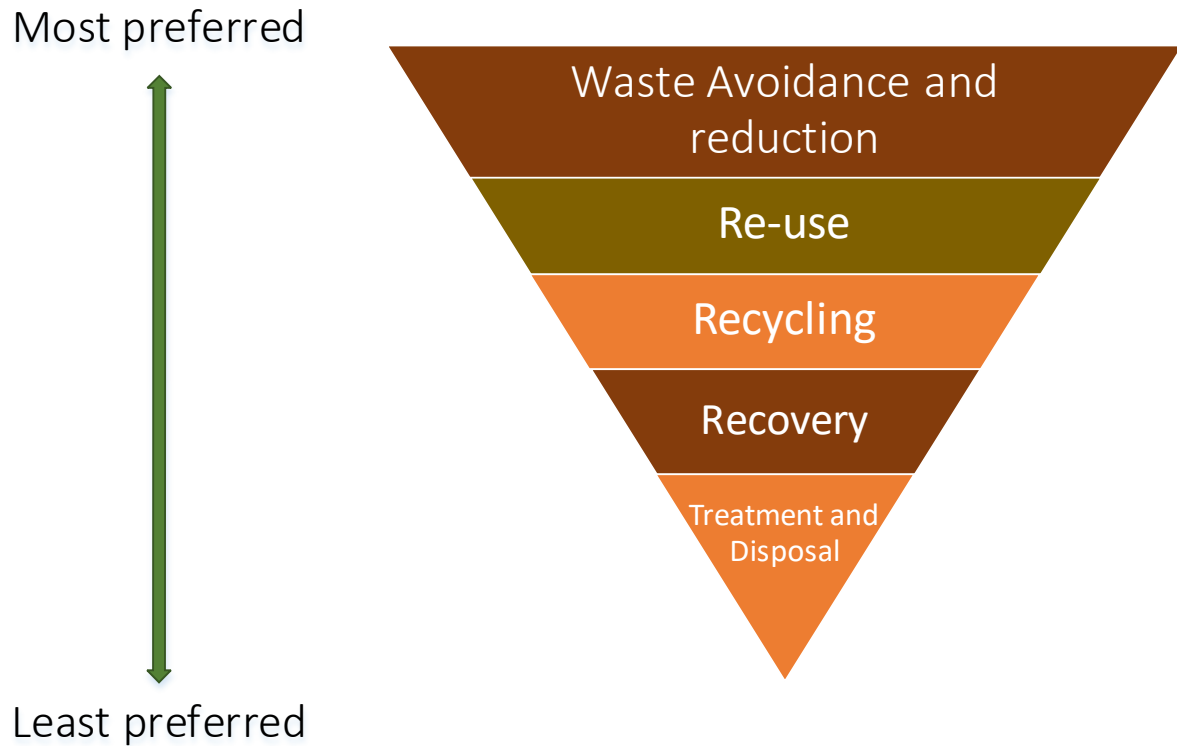 Most preferred
Waste Avoidance and
reduction
Re-use
Recycling
Recovery
Treatment and
Disposal
Least preferred